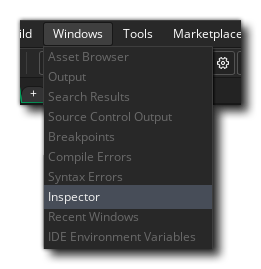 ild Windows Tools Marketplace
+
Asset Browser
Output
Search Results
Source Control Output
Breakpoints
Compile Errors
Syntax Errors
Inspector
Recent Windows
IDE Environment Variables